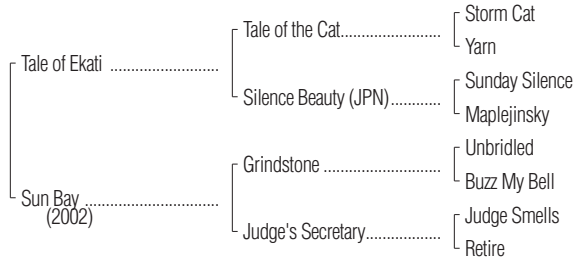 Storm Cat
Tale of the Cat........................
Yarn
Tale of Ekati ...........................
Sunday Silence
Silence Beauty (JPN)............
Maplejinsky
Unbridled
Grindstone .............................
Buzz My Bell
Sun Bay .................................
(2002)
Judge Smells
Judge's Secretary..................
Retire